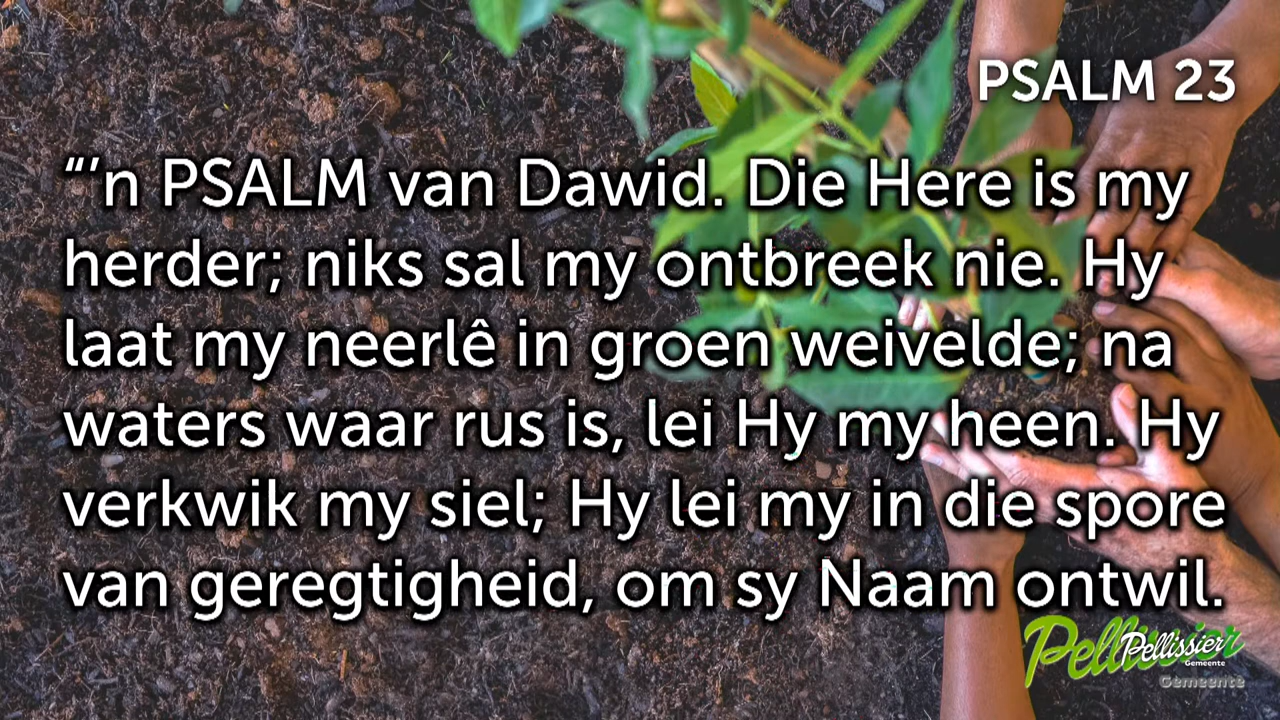 PSALM 23
“’n PSALM van Dawid. Die Here is my
herder; niks sal my ontbreek nie. Hy
laat my neerlê in groen weivelde; na
waters waar rus is, lei Hy my heen. Hy
verkwik my siel; Hy lei my in die spore
van geregtigheid, om sy Naam ontwil.
Pellissier
Pellissier
Gemeente
Gemeente